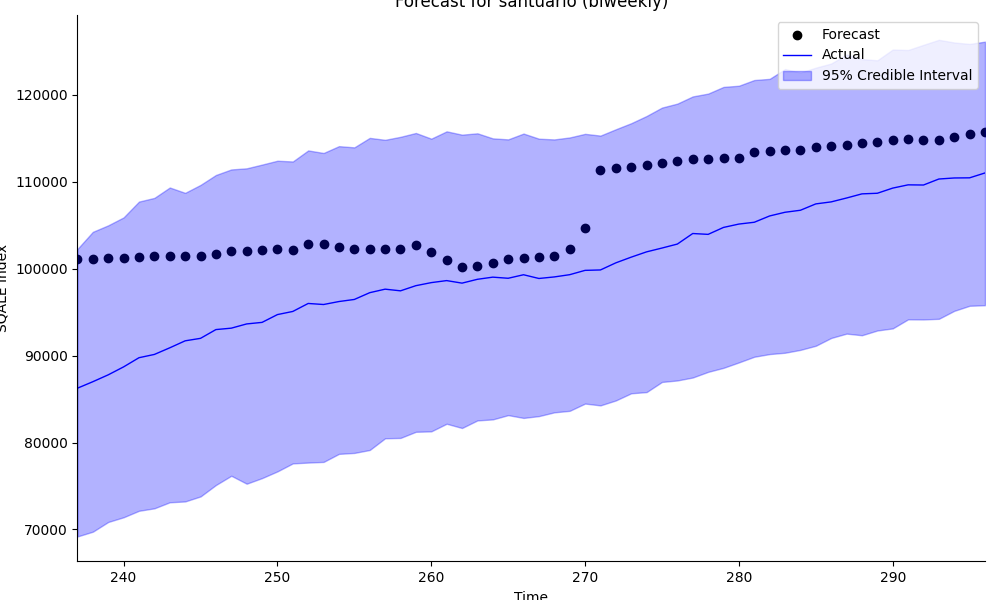 Forecast for santuario (biweekly)
Forecast
Actual
95% Credible Interval
120000
110000
100000
90000
80000
70000
SQALE Index
240
250
260
270
280
290
Time